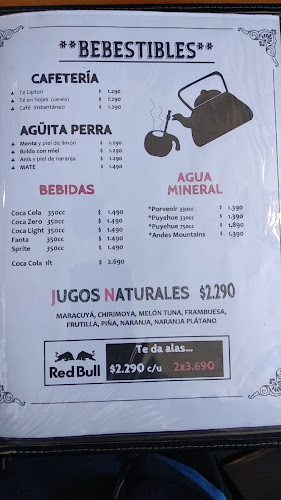 **BEBESTIBLES**
CAFETERÍA
▲ Té Lipton $ 1.290
▲ Té en hojas (canela) $ 1.290
▲ Café instantáneo $ 1.290
AGÜITA PERRA
▲ Menta y piel de limón $ 1.290
▲ Boldo con miel $ 1.290
▲ Anis y piel de naranja $ 1.290
▲ MATE $ 1.490
BEBIDAS
Coca Cola 350cc $ 1.490
Coca Zero 350cc $ 1.490
Coca Light 350cc $ 1.490
Fanta 350cc $ 1.490
Sprite 350cc $ 1.490
Coca Cola 1lt $ 2.690
AGUA
MINERAL
*Porvenir 330cc $ 1.390
*Puyehue 330cc $ 1.490
*Puyehue 750cc $ 1.890
*Andes Mountains $ 1.390
JUGOS NATURALES $2.290
MARACUYÁ, CHIRIMOYA, MELÓN TUNA, FRAMBUESA,
FRUTILLA, PIÑA, NARANJA, NARANJA PLÁTANO
Te da alas...
Red Bull $2.290 c/u 2x3.690